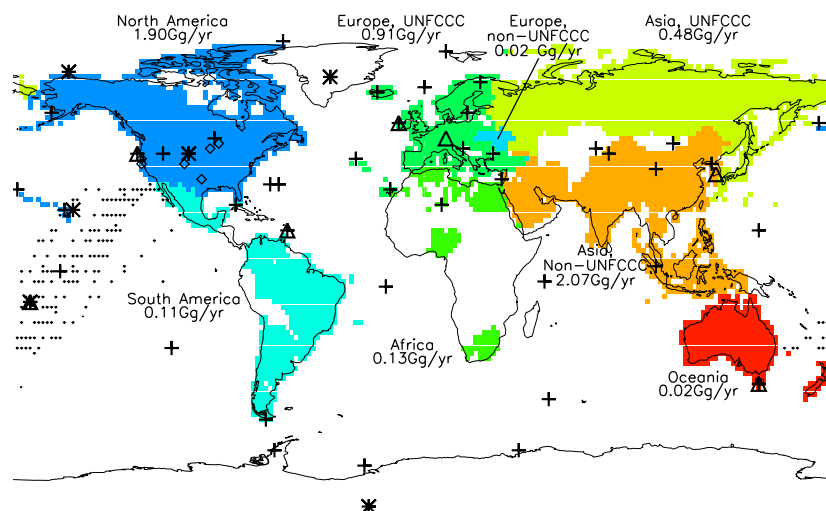 North America
1.90Gg/yr
Europe, UNFCCC
0.91Gg/yr
Europe,
non-UNFCCC
0.02 Gg/yr
Asia, UNFCCC
0.48Gg/yr
Asia,
Non-UNFCCC
2.07Gg/yr
South America
0.11Gg/yr
Africa
0.13Gg/yr
Oceania
0.02Gg/yr